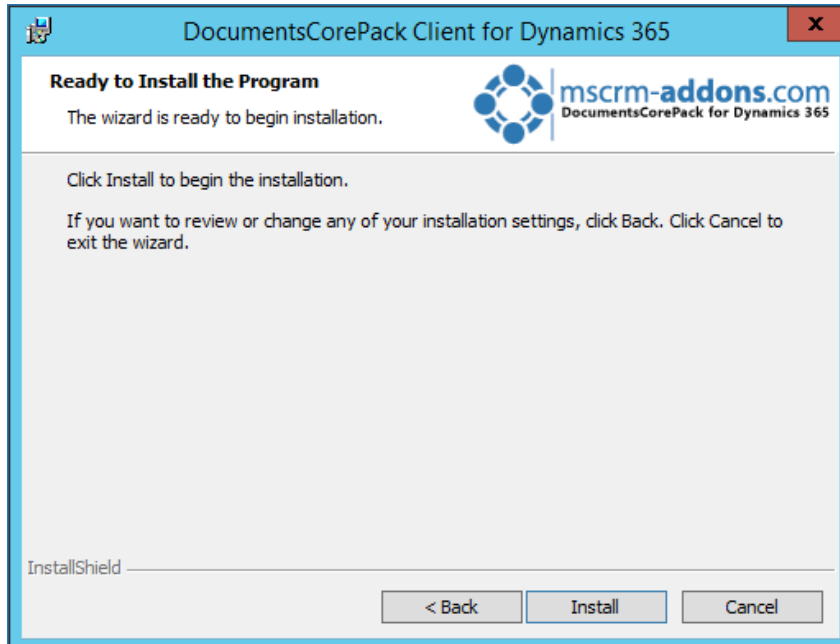 DocumentsCorePack Client for Dynamics 365
x
Ready to Install the Program
The wizard is ready to begin installation.
mscrm-addons.com
DocumentsCorePack for Dynamics 365
Click Install to begin the installation.
If you want to review or change any of your installation settings, click Back. Click Cancel to
exit the wizard.
InstallShield
< Back
Install
Cancel